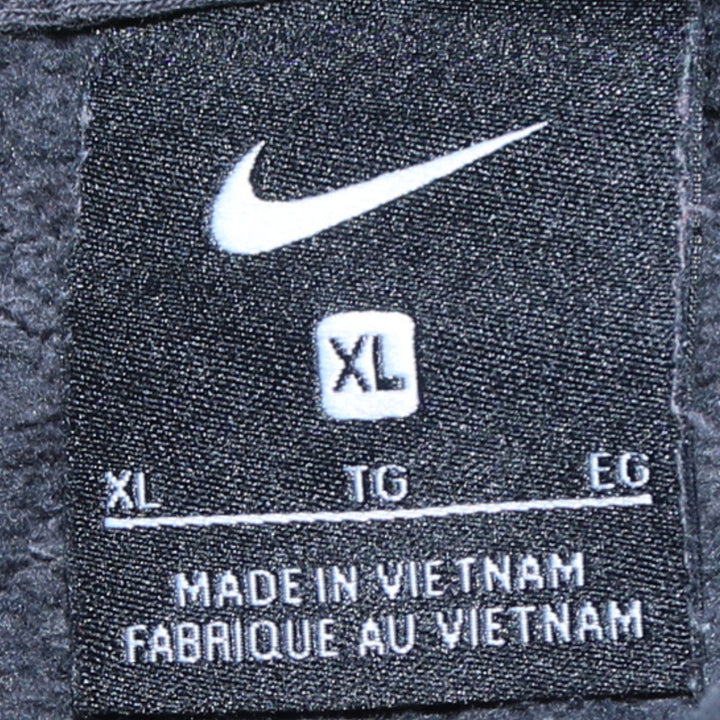 XL
XL TG EG
MADE IN VIETNAM
FABRIQUE AU VIETNAM